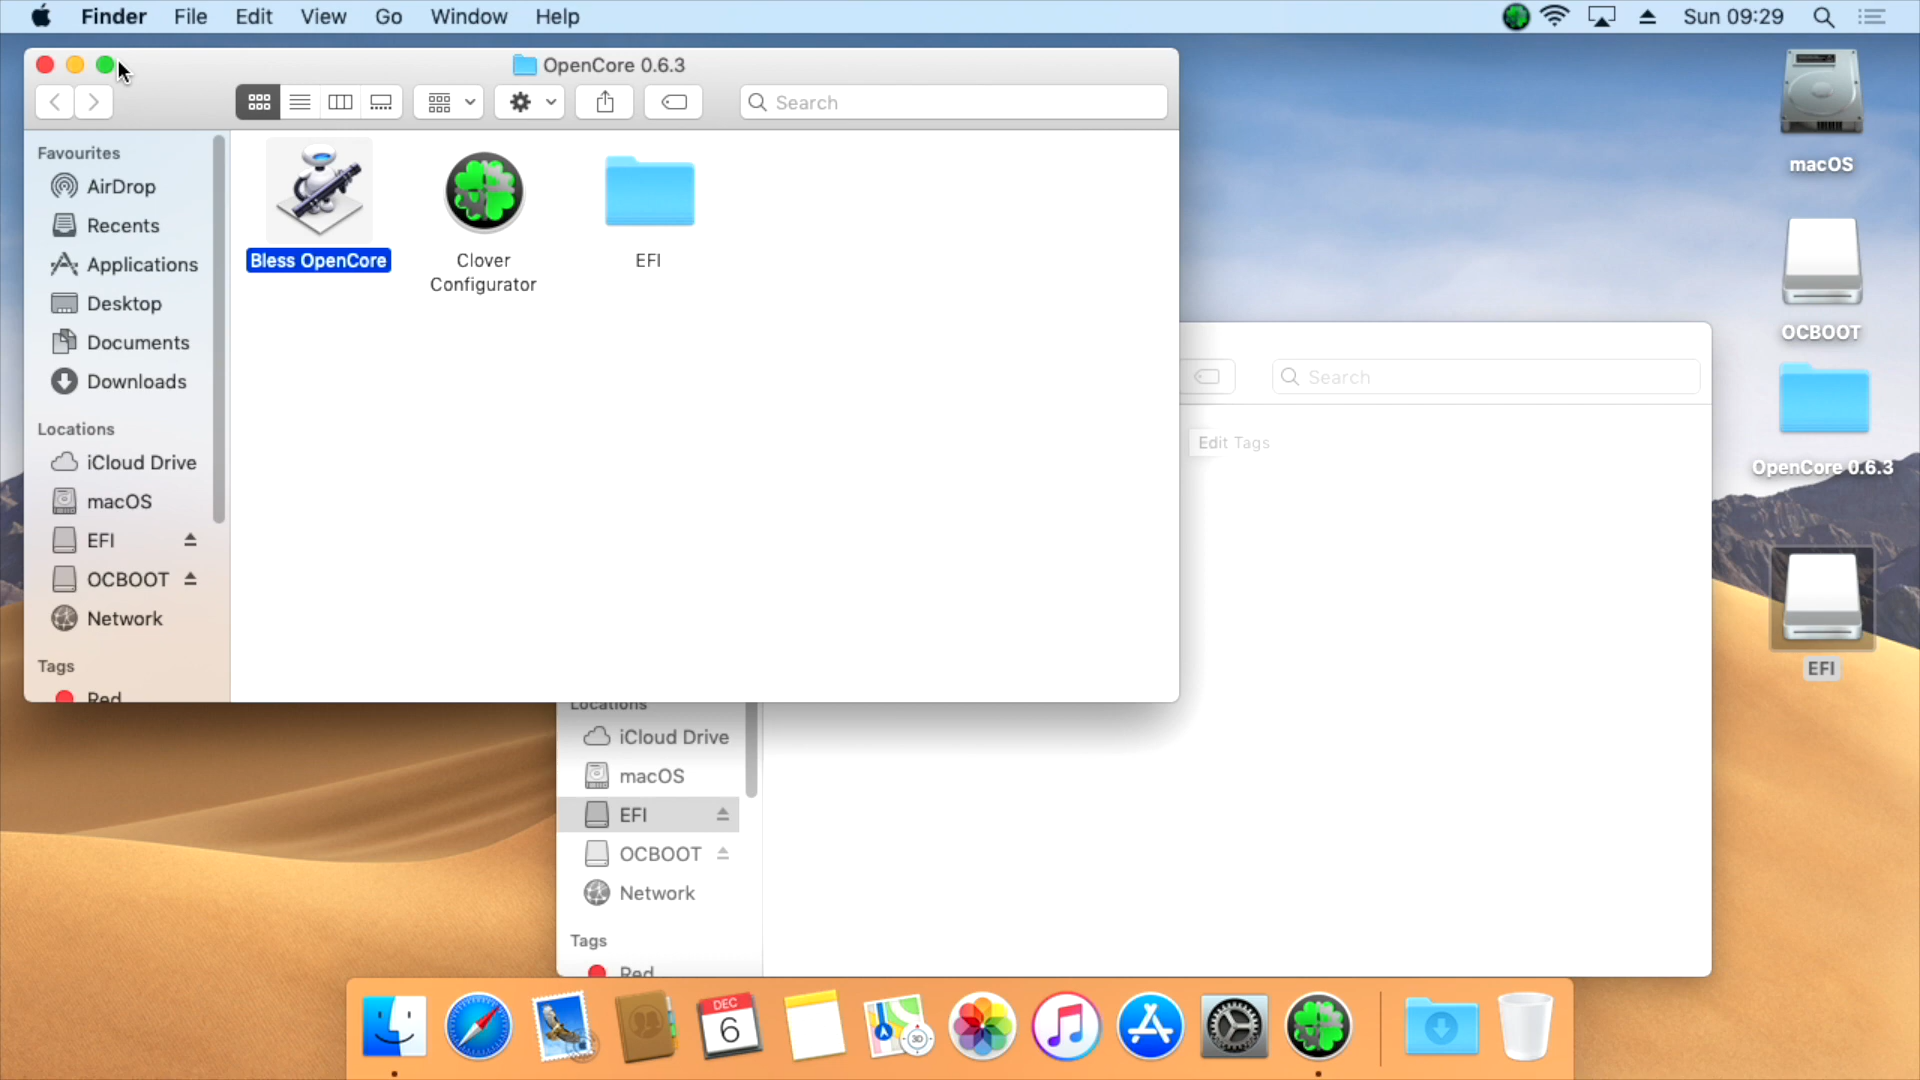 Finder File Edit View Go Window Help
Sun 09:29
OpenCore 0.6.3
Search
Favourites
AirDrop
Recents
Applications
Desktop
Documents
Downloads
Locations
iCloud Drive
macOS
EFI
OCBOOT
Network
Tags
Red
Bless OpenCore
Clover
Configurator
EFI
Search
Edit Tags
Locations
iCloud Drive
macOS
EFI
OCBOOT
Network
Tags
Red
macOS
OCBOOT
OpenCore 0.6.3
EFI
DEC
6
3D